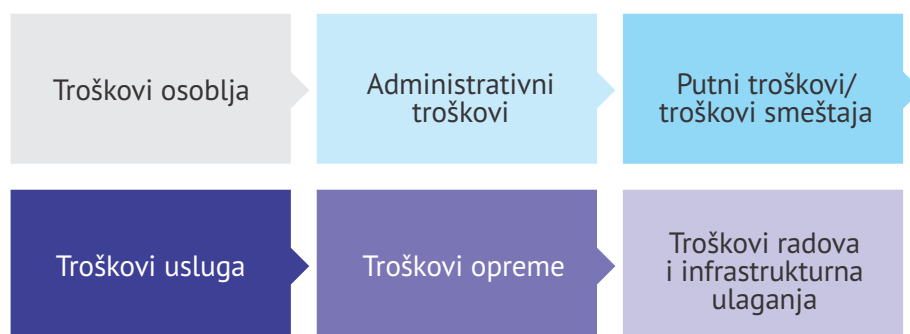 Troškovi osoblja
Administrativni
troškovi
Putni troškovi/
troškovi smeštaja
Troškovi usluga
Troškovi opreme
Troškovi radova
i infrastrukturna
ulaganja